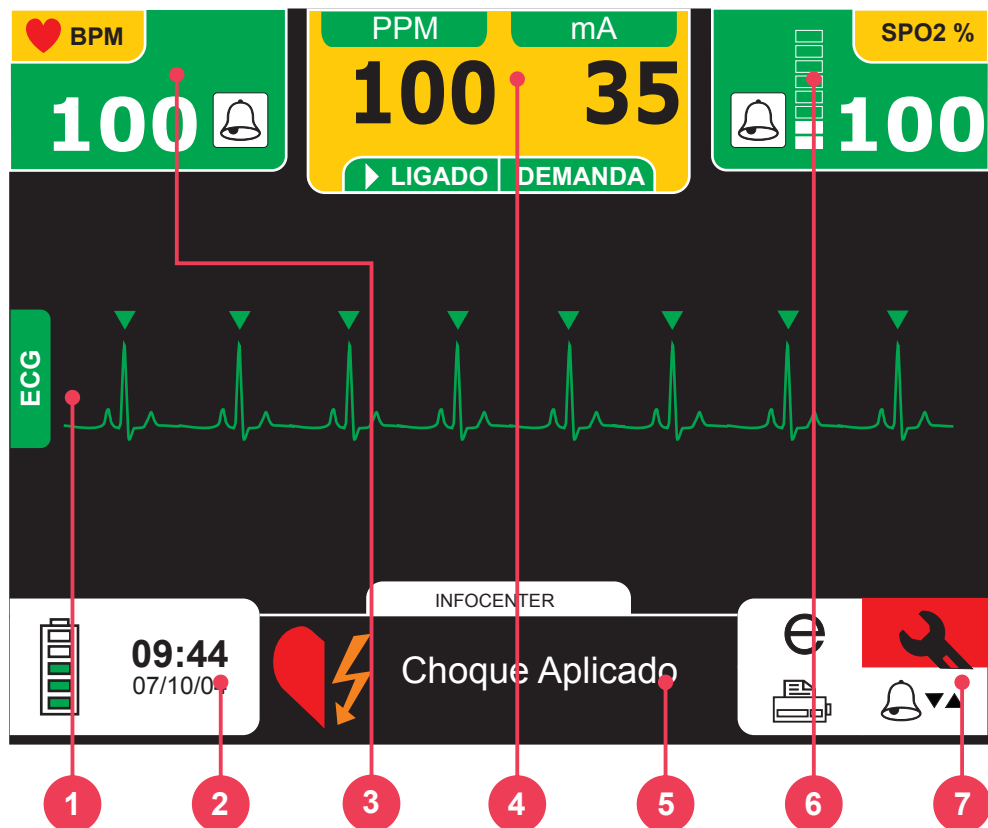 BPM
100
PPM
mA
100
35
LIGADO
DEMANDA
SPO2 %
100
ECG
INFOCENTER
09:44
07/10/04
Choque Aplicado
e
1
2
3
4
5
6
7